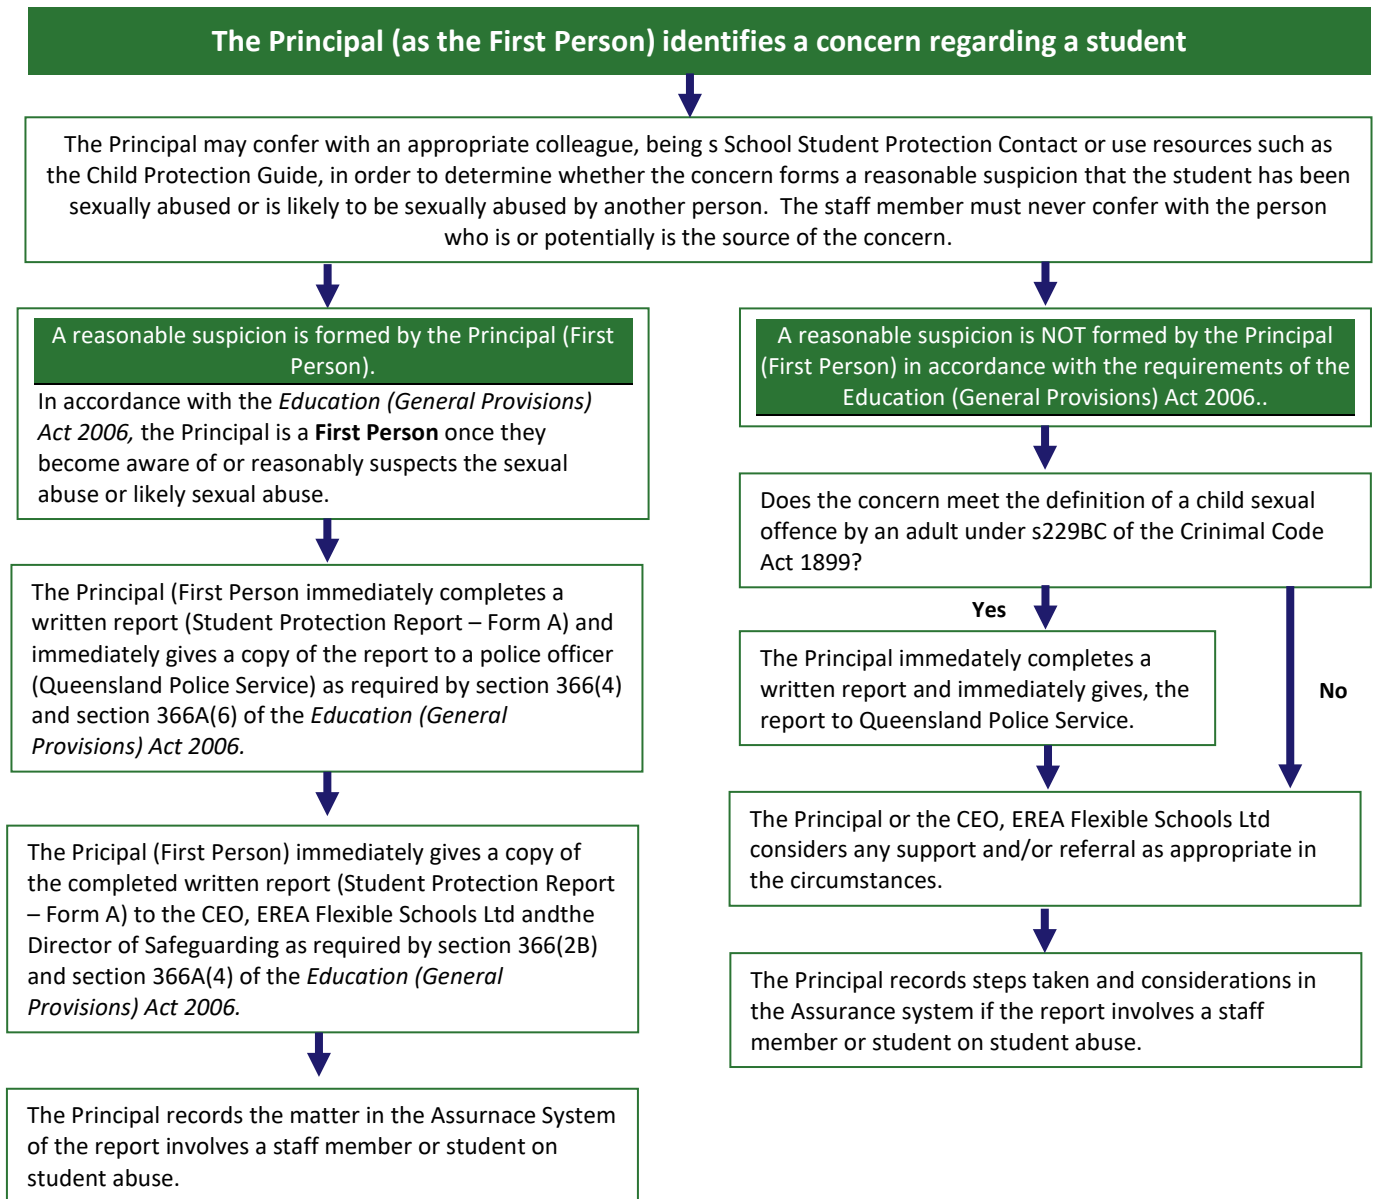 The Principal (as the First Person) identifies a concern regarding a student
The Principal may confer with an appropriate colleague, being s School Student Protection Contact or use resources such as
the Child Protection Guide, in order to determine whether the concern forms a reasonable suspicion that the student has been
sexually abused or is likely to be sexually abused by another person.  The staff member must never confer with the person
who is or potentially is the source of the concern.
A reasonable suspicion is formed by the Principal (First
Person).
In accordance with the Education (General Provisions)
Act 2006, the Principal is a First Person once they
become aware of or reasonably suspects the sexual
abuse or likely sexual abuse.
The Principal (First Person immediately completes a
written report (Student Protection Report – Form A) and
immediately gives a copy of the report to a police officer
(Queensland Police Service) as required by section 366(4)
and section 366A(6) of the Education (General
Provisions) Act 2006.
The Pricipal (First Person) immediately gives a copy of
the completed written report (Student Protection Report
– Form A) to the CEO, EREA Flexible Schools Ltd andthe
Director of Safeguarding as required by section 366(2B)
and section 366A(4) of the Education (General
Provisions) Act 2006.
The Principal records the matter in the Assurnace System
of the report involves a staff member or student on
student abuse.
A reasonable suspicion is NOT formed by the Principal
(First Person) in accordance with the requirements of the
Education (General Provisions) Act 2006..
Does the concern meet the definition of a child sexual
offence by an adult under s229BC of the Crinimal Code
Act 1899?
Yes
No
The Principal immedately completes a
written report and immediately gives, the
report to Queensland Police Service.
The Principal or the CEO, EREA Flexible Schools Ltd
considers any support and/or referral as appropriate in
the circumstances.
The Principal records steps taken and considerations in
the Assurance system if the report involves a staff
member or student on student abuse.